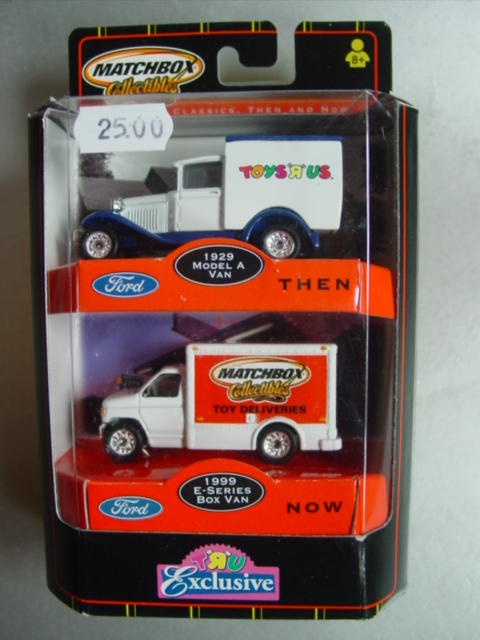 MATCHBOX
Collectibles
8+
CLASSICS, THEN AND NOW
25.00
TOYS "R" US
1929
MODEL A
VAN
Ford
THEN
MATCHBOX
Collectibles
TOY DELIVERIES
1999
E-SERIES
BOX VAN
Ford
NOW
"R"U
Exclusive